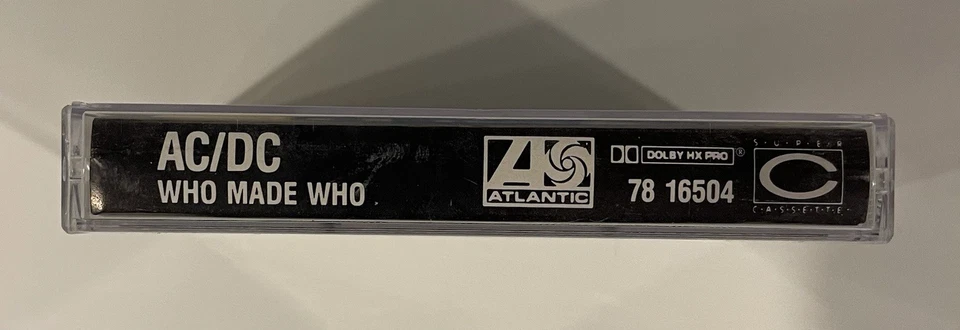 AC/DC
WHO MADE WHO
A
ATLANTIC
DOLBY HX PRO®
78 16504
SUPER
C
CASSETTE